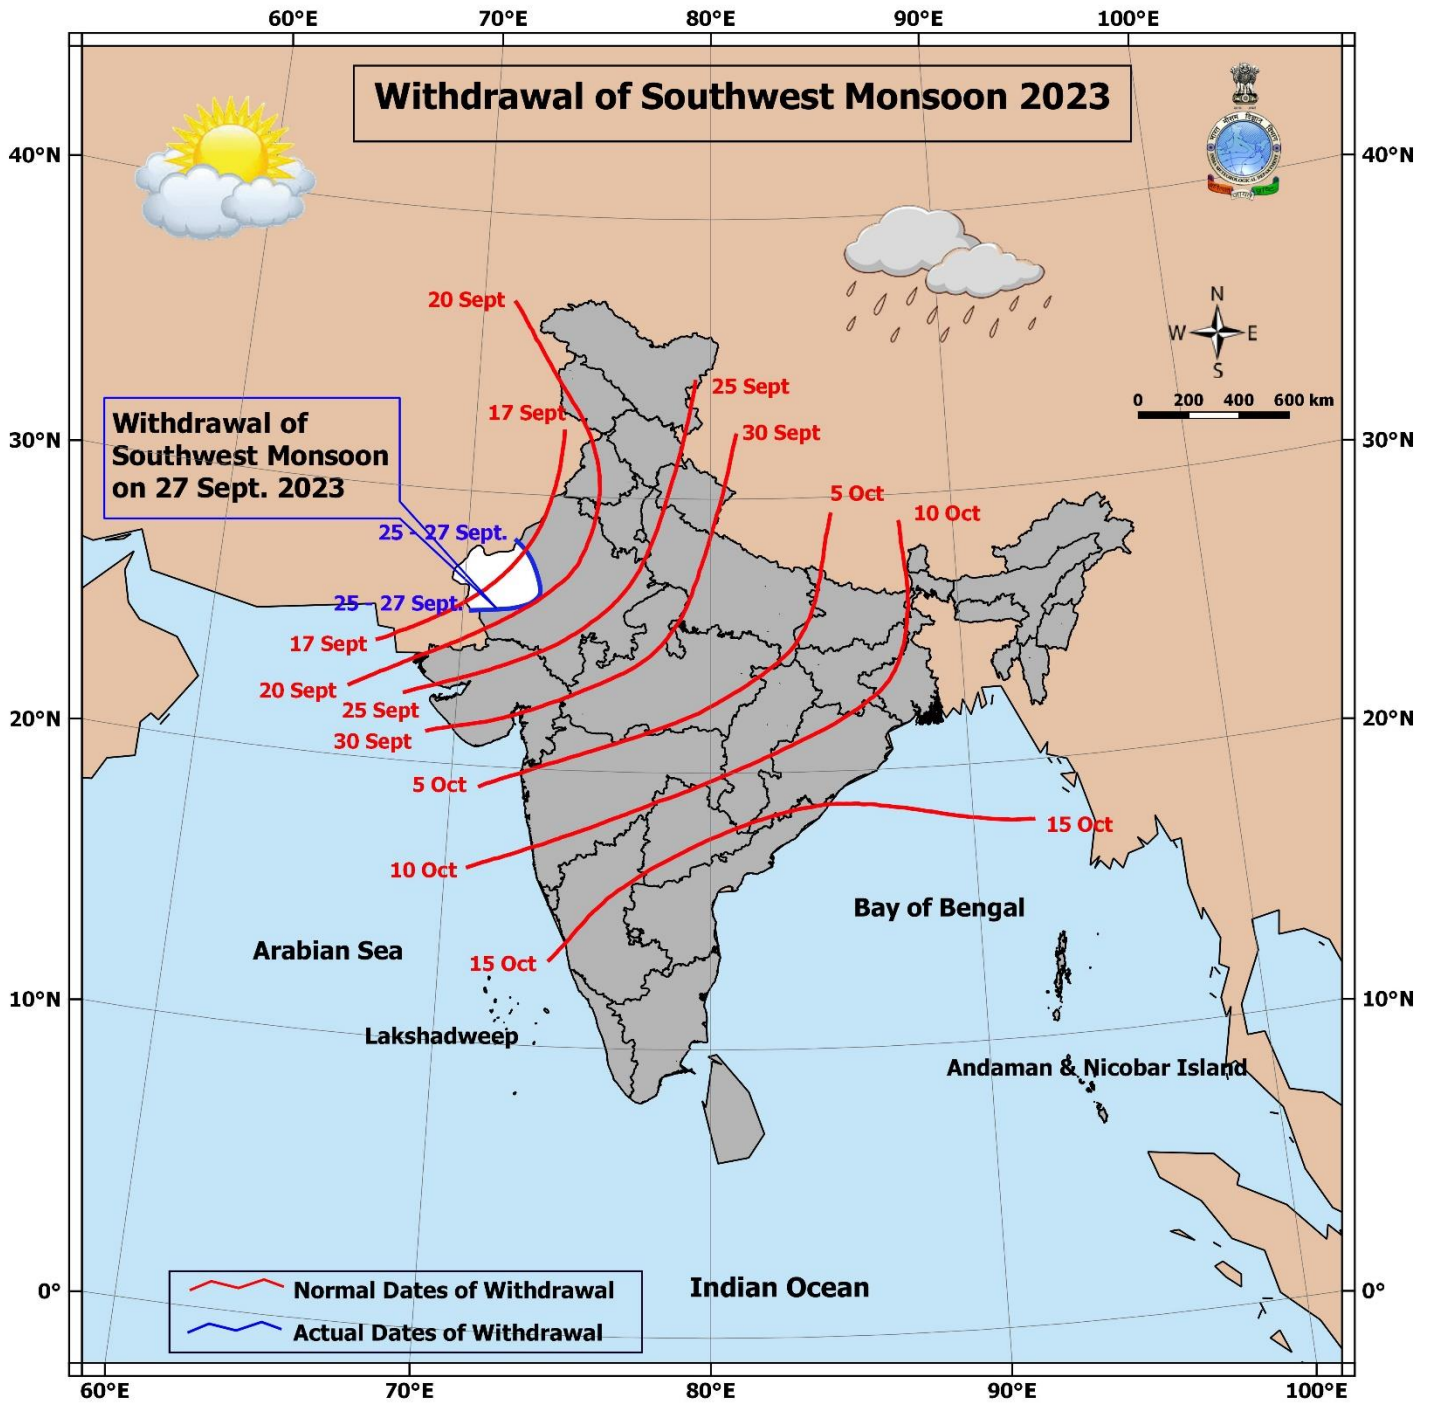 60°E 70°E 80°E 90°E 100°E
Withdrawal of Southwest Monsoon 2023
40°N 40°N
20 Sept
N
W E
S
25 Sept
0 200 400 600 km
17 Sept
30 Sept
Withdrawal of
Southwest Monsoon
on 27 Sept. 2023
30°N 30°N
5 Oct
10 Oct
25 - 27 Sept.
25 - 27 Sept.
17 Sept
20 Sept
25 Sept
20°N 20°N
30 Sept
5 Oct
15 Oct
10 Oct
Bay of Bengal
Arabian Sea
15 Oct
10°N 10°N
Lakshadweep
Andaman & Nicobar Island
Indian Ocean
0° 0°
Normal Dates of Withdrawal
Actual Dates of Withdrawal
60°E 70°E 80°E 90°E 100°E